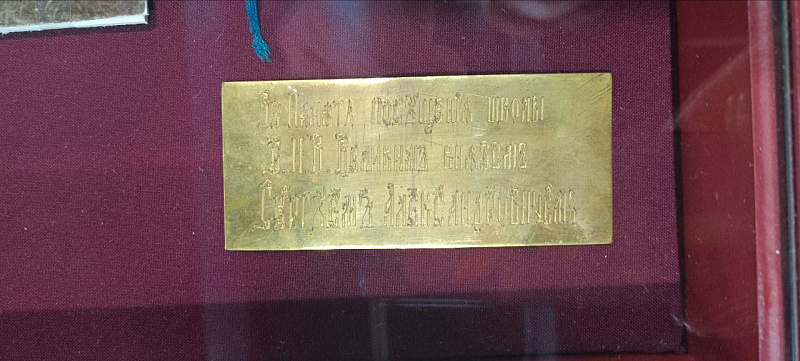 Въ Память посѣщенія школы
Е.И.В. Великимъ княземъ
Сергѣемъ Александровичемъ